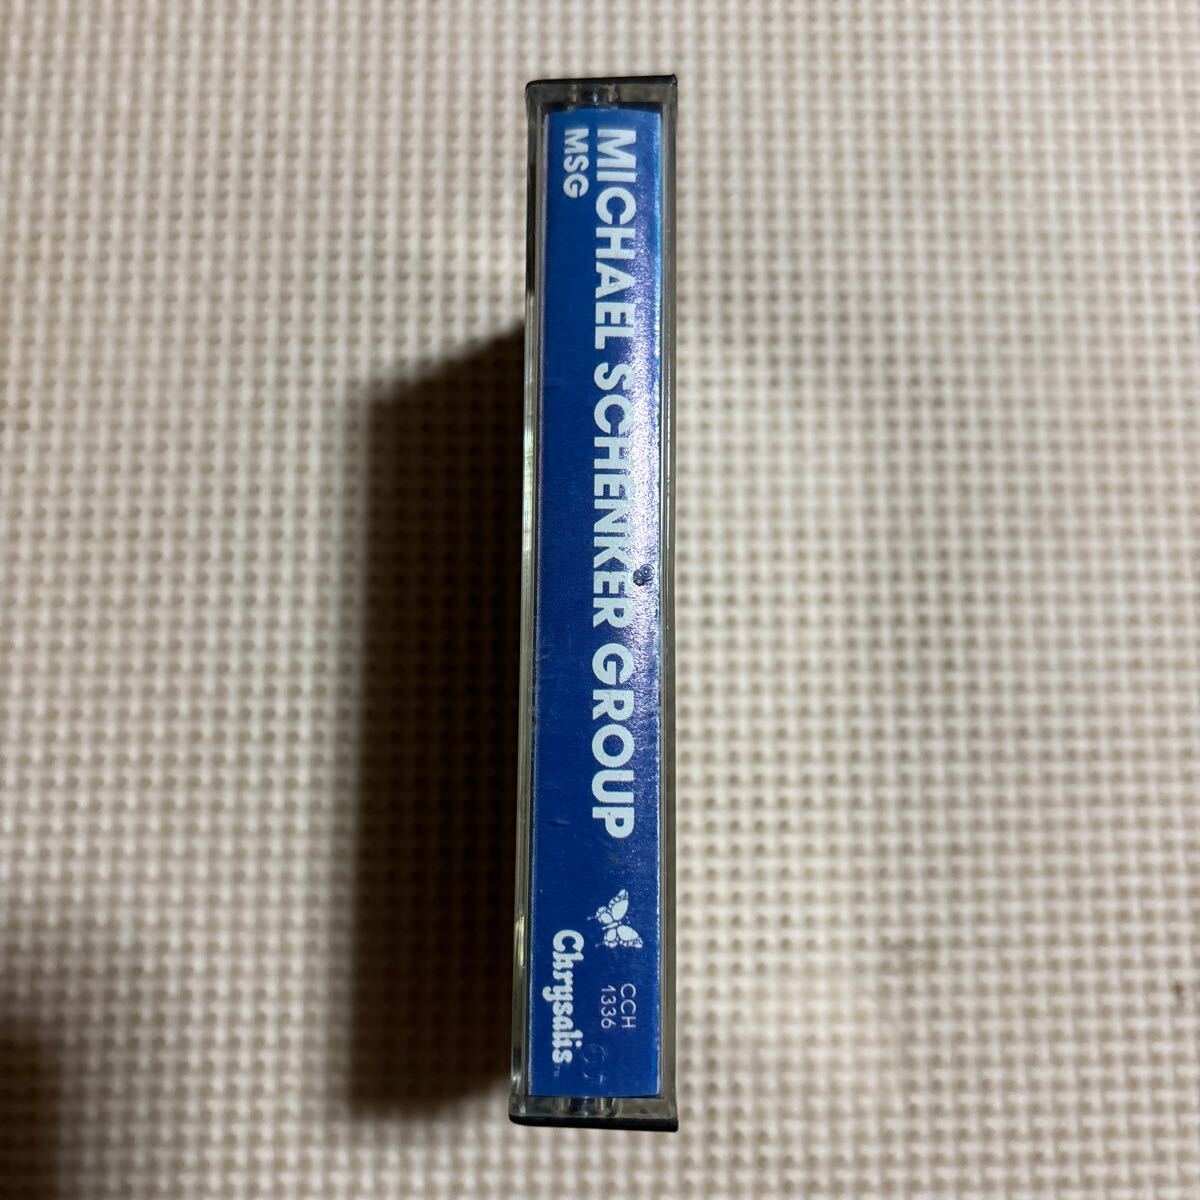 MICHAEL SCHENKER GROUP
MSG
CCH
1336
Chrysalis